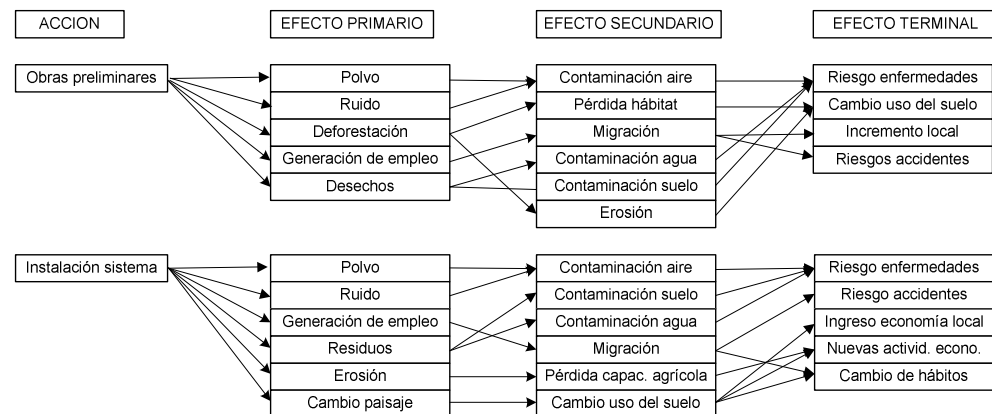 ACCION
EFECTO PRIMARIO
EFECTO SECUNDARIO
EFECTO TERMINAL
Obras preliminares
Polvo
Ruido
Deforestación
Generación de empleo
Desechos
Contaminación aire
Pérdida hábitat
Migración
Contaminación agua
Contaminación suelo
Erosión
Riesgo enfermedades
Cambio uso del suelo
Incremento local
Riesgos accidentes
Instalación sistema
Polvo
Ruido
Generación de empleo
Residuos
Erosión
Cambio paisaje
Contaminación aire
Contaminación suelo
Contaminación agua
Migración
Pérdida capac. agrícola
Cambio uso del suelo
Riesgo enfermedades
Riesgo accidentes
Ingreso economía local
Nuevas activid. econo.
Cambio de hábitos